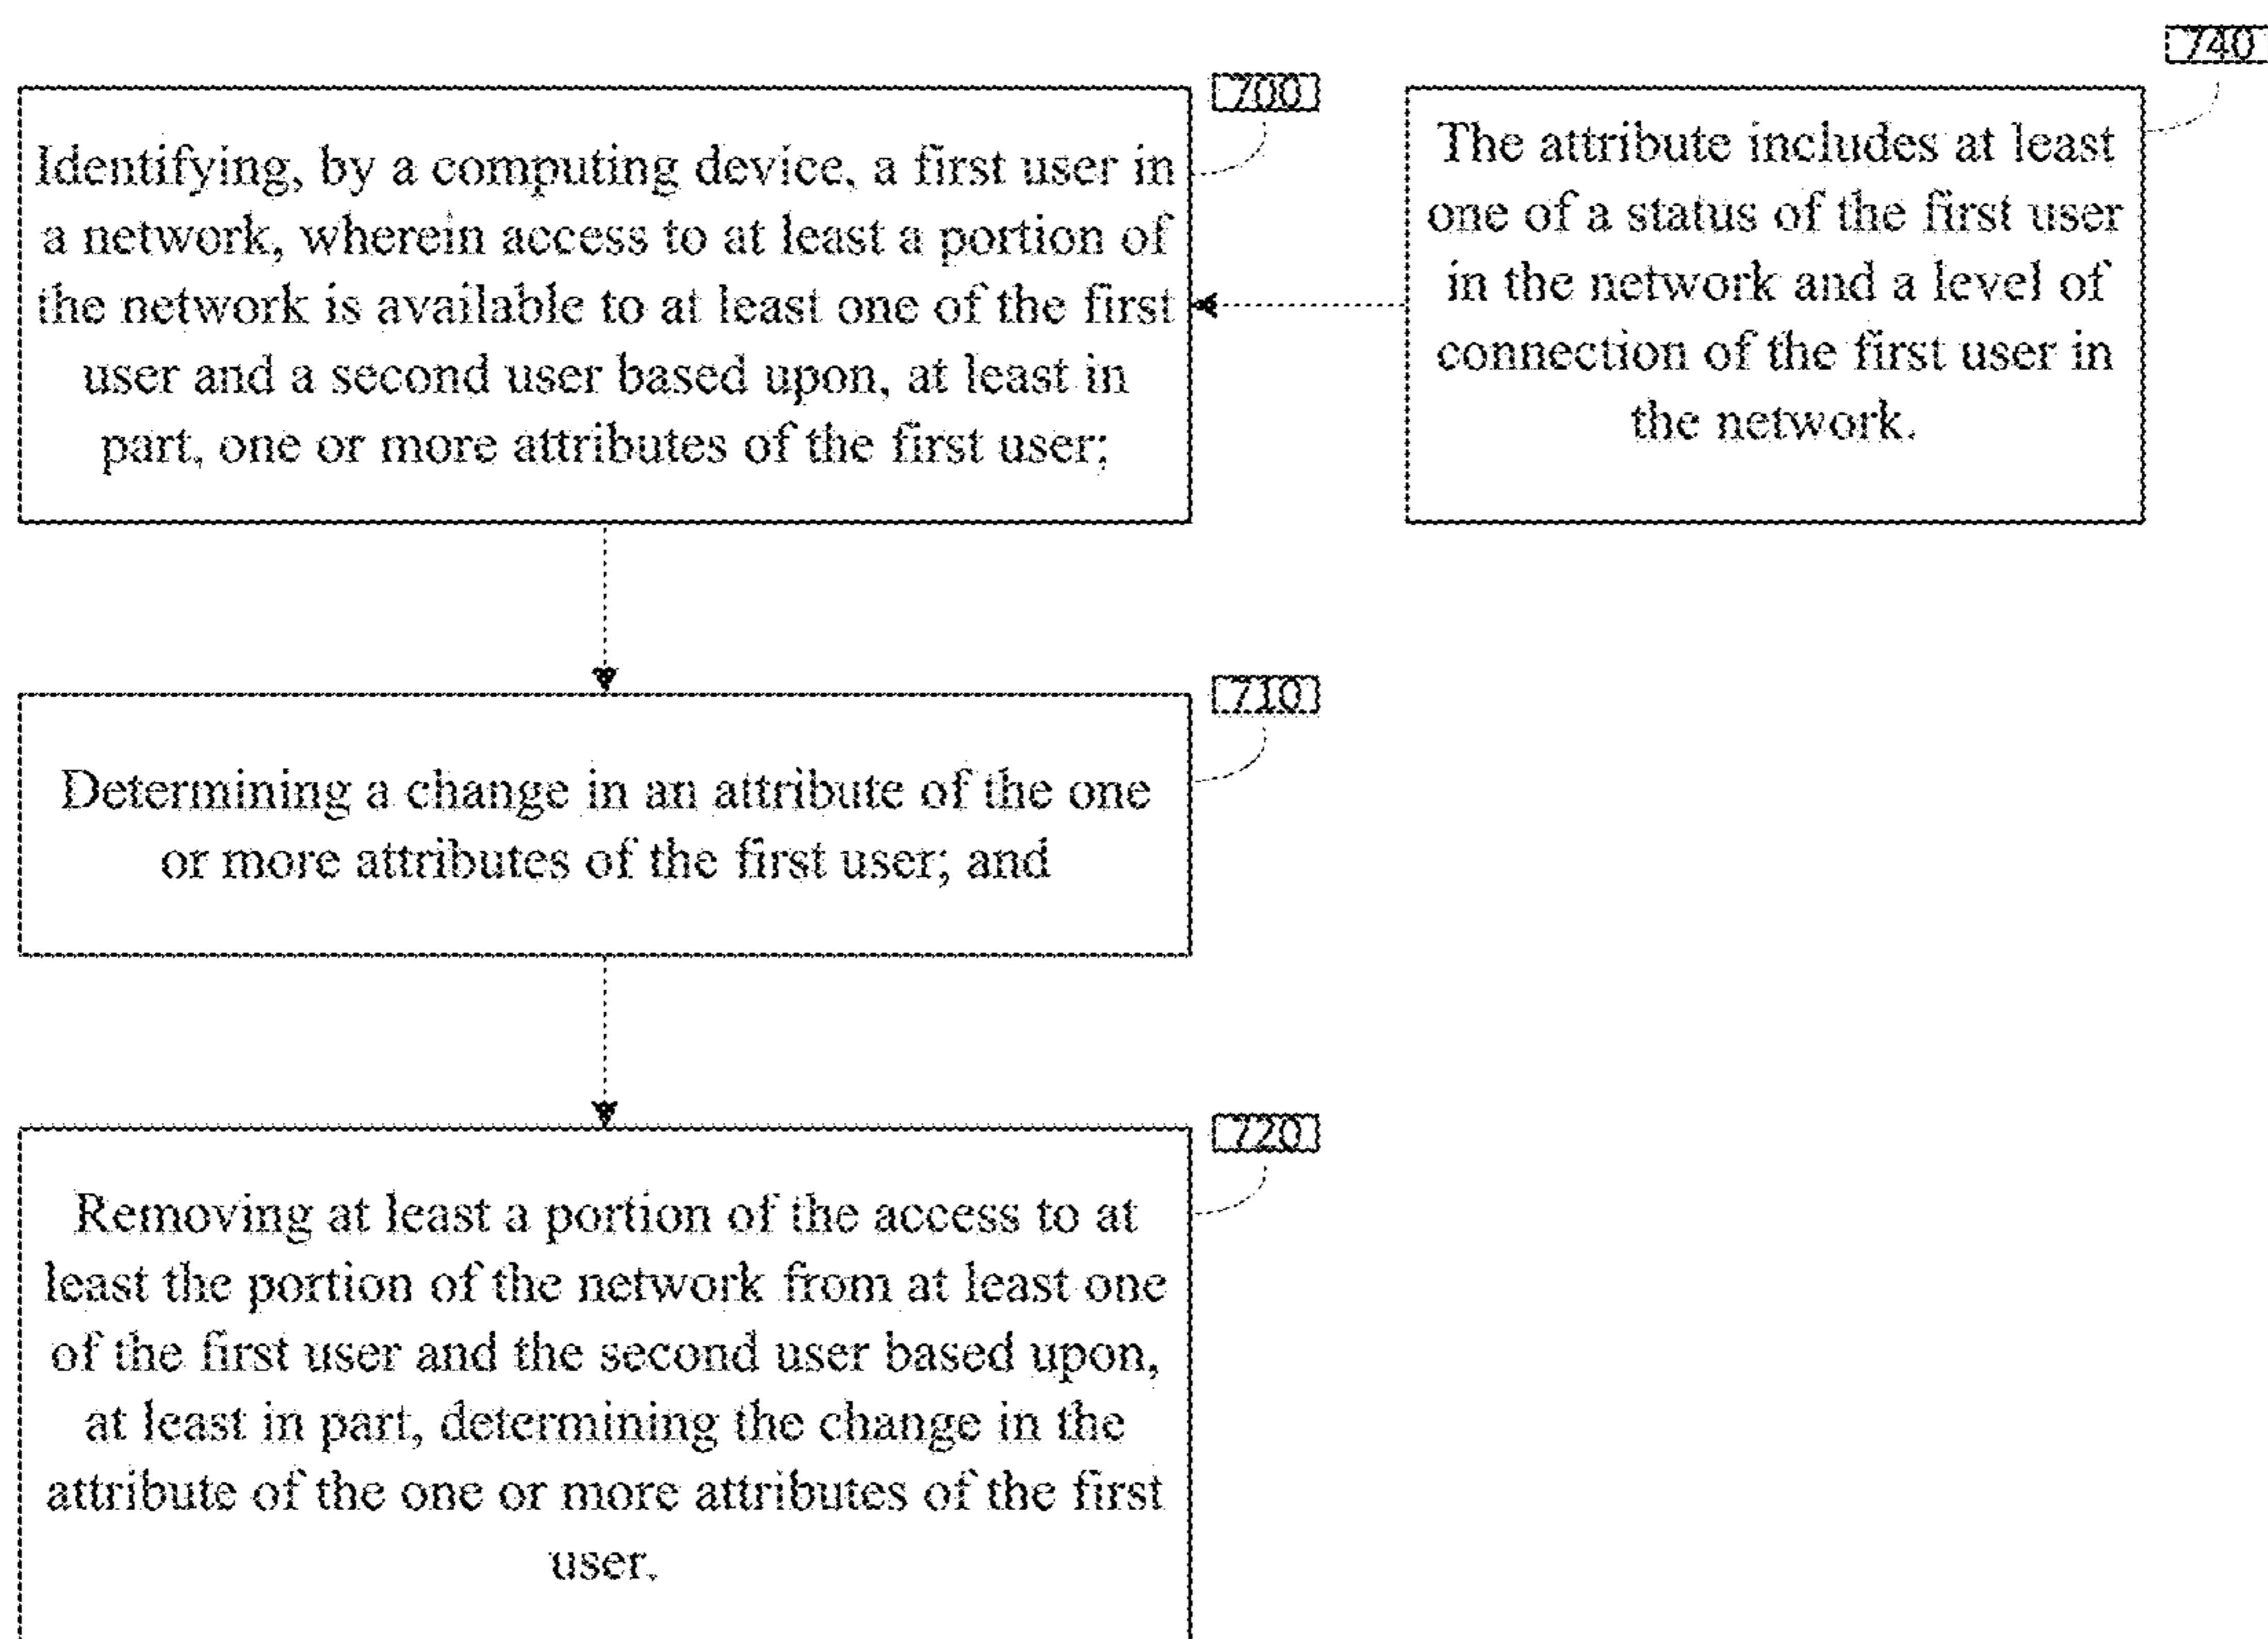 700
Identifying, by a computing device, a first user in
a network, wherein access to at least a portion of
the network is available to at least one of the first
user and a second user based upon, at least in
part, one or more attributes of the first user;
740
The attribute includes at least
one of a status of the first user
in the network and a level of
connection of the first user in
the network.
710
Determining a change in an attribute of the one
or more attributes of the first user; and
720
Removing at least a portion of the access to at
least the portion of the network from at least one
of the first user and the second user based upon,
at least in part, determining the change in the
attribute of the one or more attributes of the first
user.